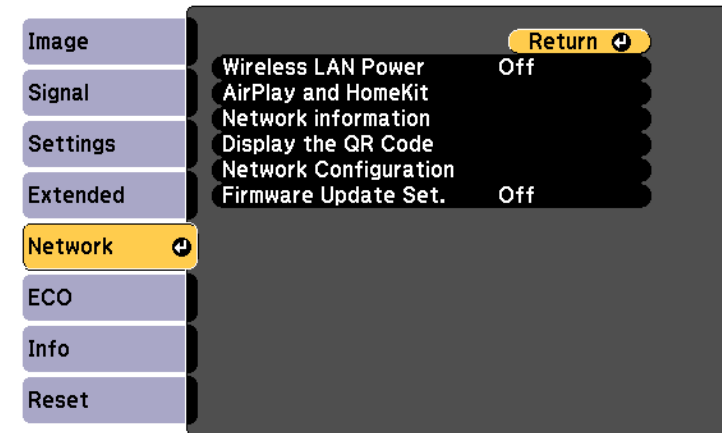 Image
Signal
Settings
Extended
Network
ECO
Info
Reset
Return
Wireless LAN Power Off
AirPlay and HomeKit
Network information
Display the QR Code
Network Configuration
Firmware Update Set. Off